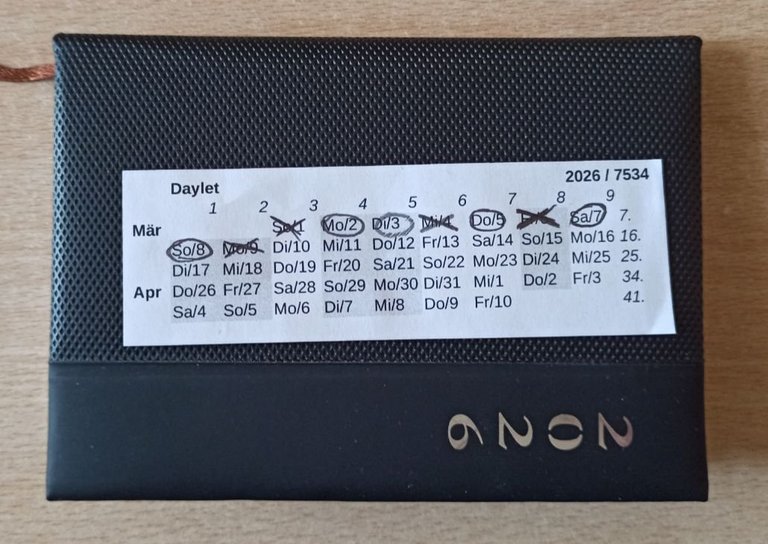 Daylet 2026 / 7534
1 2 3 4 5 6 7 8 9
Mär So/1 Mo/2 Di/3 Mi/4 Do/5 Sa/7 7.
So/8 Mo/9 Di/10 Mi/11 Do/12 Fr/13 Sa/14 So/15 Mo/16 16.
Di/17 Mi/18 Do/19 Fr/20 Sa/21 So/22 Mo/23 Di/24 Mi/25 25.
Apr Do/26 Fr/27 Sa/28 So/29 Mo/30 Di/31 Mi/1 Do/2 Fr/3 34.
Sa/4 So/5 Mo/6 Di/7 Mi/8 Do/9 Fr/10 41.
2026